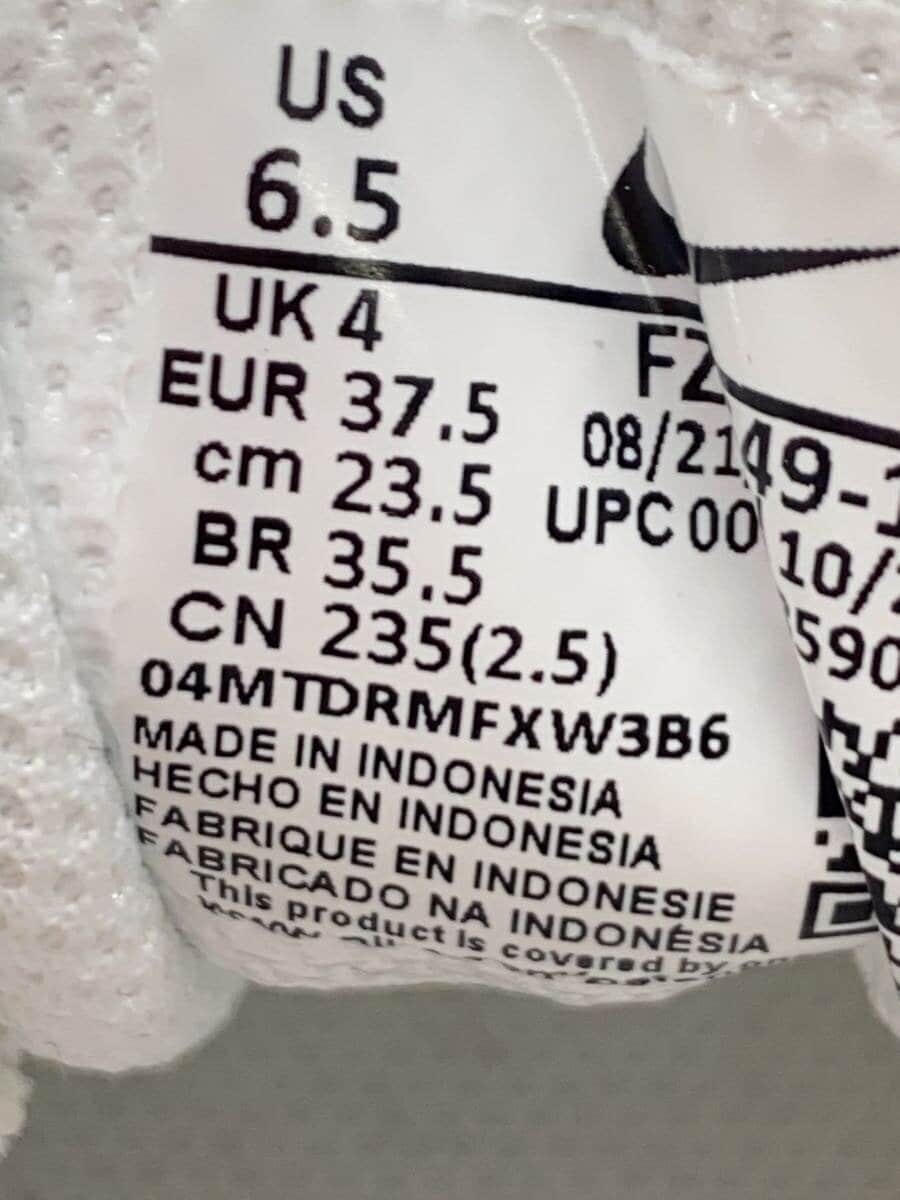 US
6.5
UK 4
EUR 37.5
cm 23.5
BR 35.5
CN 235(2.5)
FZ
49-1
08/21
10/
UPC 00
590
04MTDRMFXW3B6
MADE IN INDONESIA
HECHO EN INDONESIA
FABRIQUE EN INDONESIE
FABRICADO NA INDONÉSIA
This product is covered by